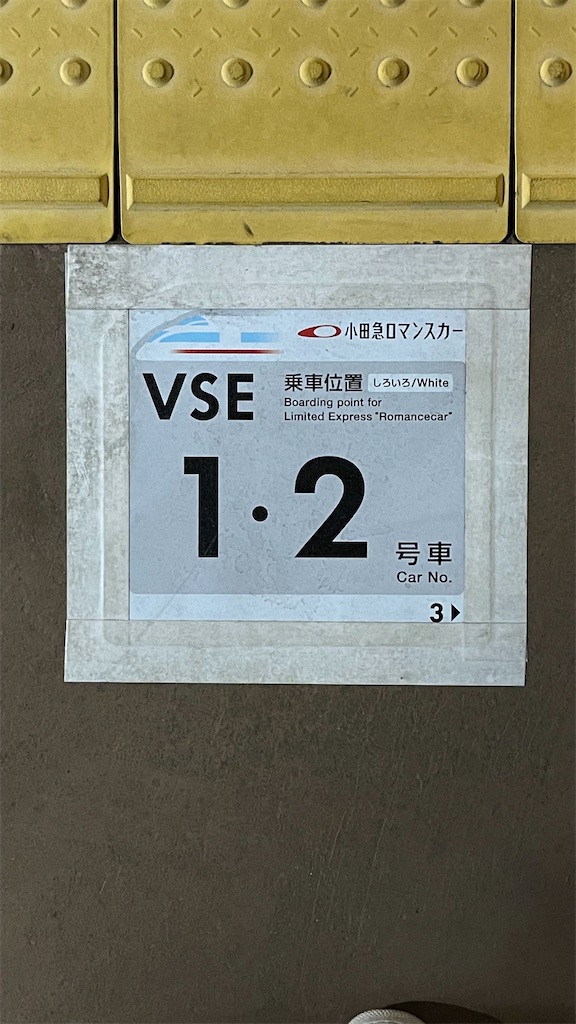 小田急ロマンスカー
VSE
乗車位置 しろいろ/White
Boarding point for
Limited Express "Romancecar"
1・2
号車
Car No.
3▶